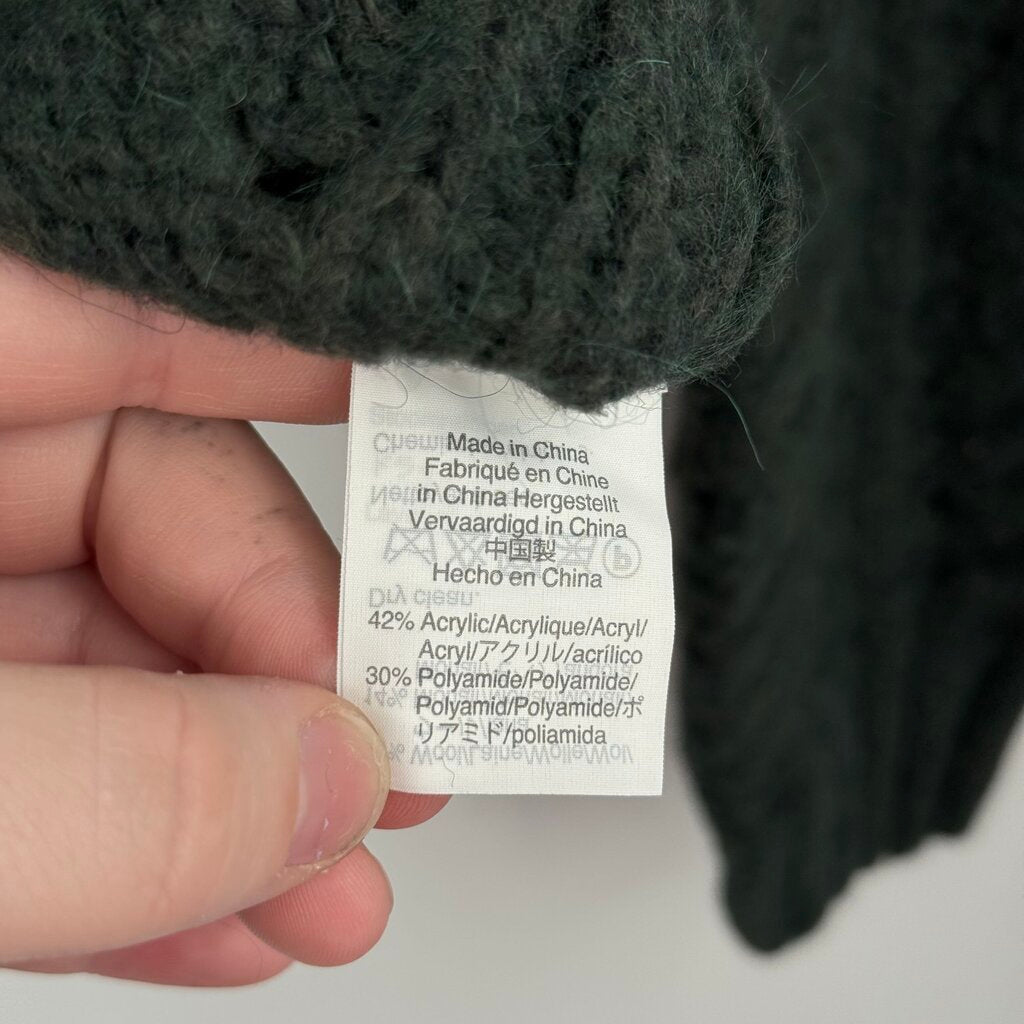 Made in China
Fabriqué en Chine
in China Hergestellt
Vervaardigd in China
中国製
Hecho en China
42% Acrylic/Acrylique/Acryl/
Acryl/アクリル/acrílico
30% Polyamide/Polyamide/
Polyamid/Polyamide/ポ
リアミド/poliamida